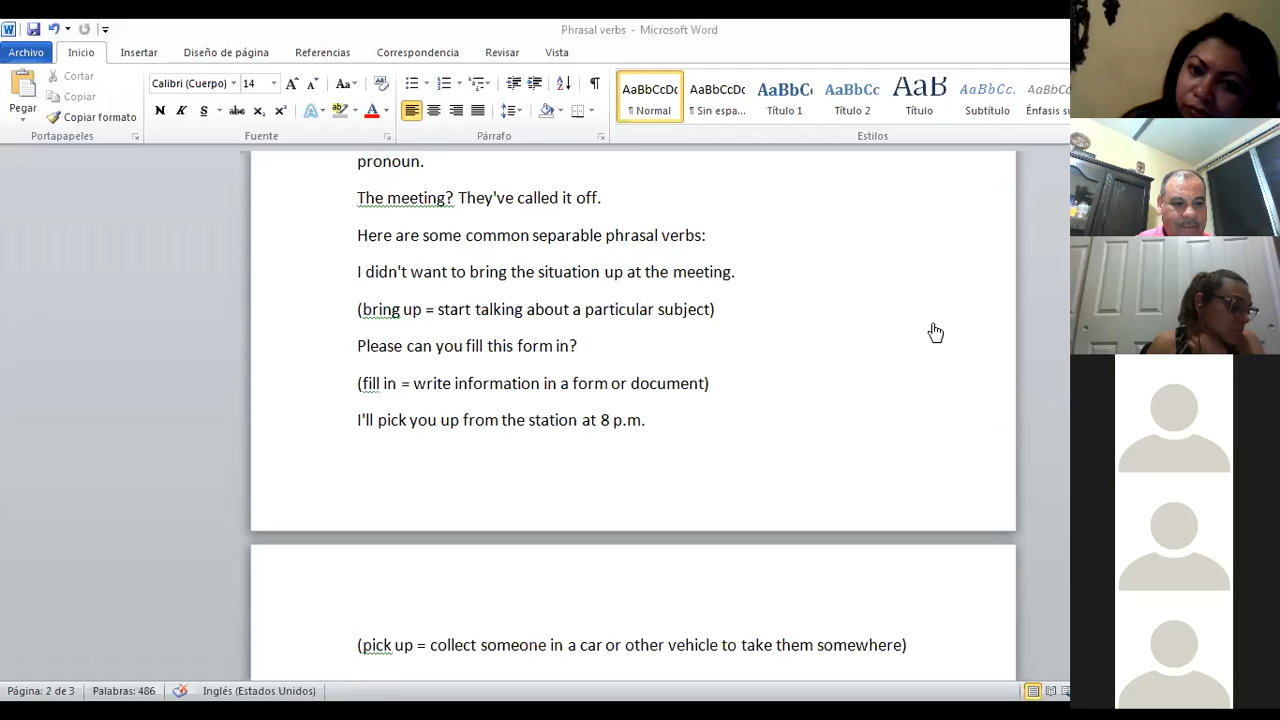 Phrasal verbs - Microsoft Word
Archivo Inicio Insertar Diseño de página Referencias Correspondencia Revisar Vista
Pegar
Cortar
Copiar
Copiar formato
Portapapeles
Calibri (Cuerpo) 14
Fuente
Párrafo
AaBbCcDc AaBbCcDc AaBbCc AaBbCc AaB AaBbCc. AaBbCc
¶ Normal ¶ Sin espa... Título 1 Título 2 Título Subtítulo Énfasis su
Estilos
pronoun.
The meeting? They've called it off.
Here are some common separable phrasal verbs:
I didn't want to bring the situation up at the meeting.
(bring up = start talking about a particular subject)
Please can you fill this form in?
(fill in = write information in a form or document)
I'll pick you up from the station at 8 p.m.
(pick up = collect someone in a car or other vehicle to take them somewhere)
Página: 2 de 3 Palabras: 486 Inglés (Estados Unidos)